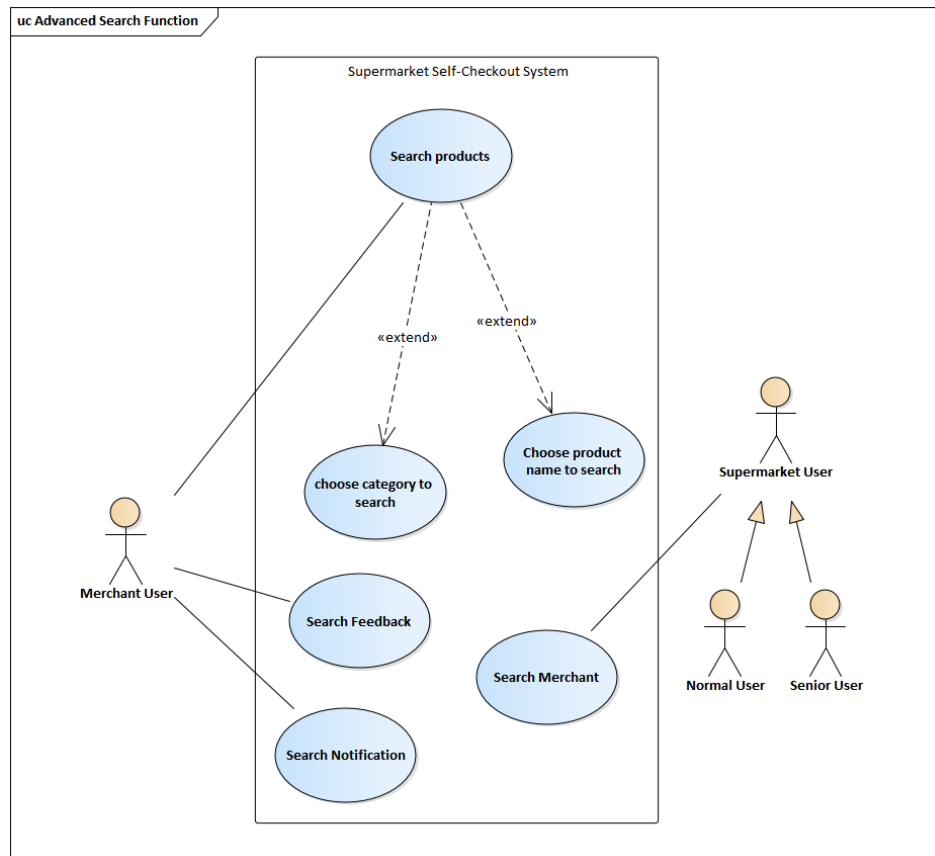 uc Advanced Search Function
Supermarket Self-Checkout System
Search products
«extend»
«extend»
Choose product
name to search
choose category to
search
Supermarket User
Merchant User
Search Feedback
Search Merchant
Normal User
Senior User
Search Notification